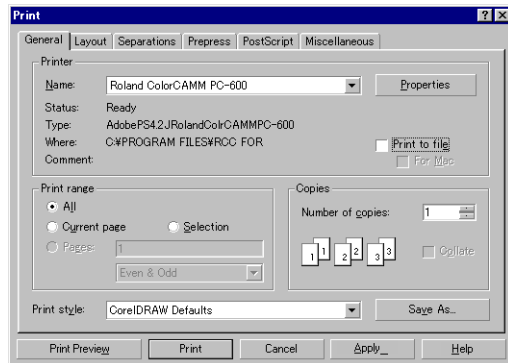 Print
General Layout Separations Prepress PostScript Miscellaneous
Printer
Name: Roland ColorCAMM PC-600 Properties
Status: Ready
Type: AdobePS4.2JRolandColrCAMMPC-600
Where: C:¥PROGRAM FILES¥RCC FOR Print to file
Comment: For Mac
Print range Copies
All Number of copies: 1
Current page Selection
Pages: 1 1 1 2 2 3 3 Collate
Even & Odd
Print style: CorelDRAW Defaults Save As...
Print Preview Print Cancel Apply_ Help